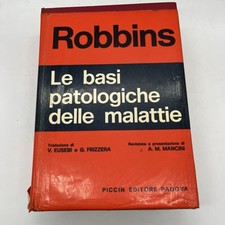 Robbins
Le basi
patologiche
delle malattie
Traduzione di
V. EUSEBI e G. FRIZZERA
Revisione e presentazione di
A. M. MANCINI
PICCIN EDITORE PADOVA